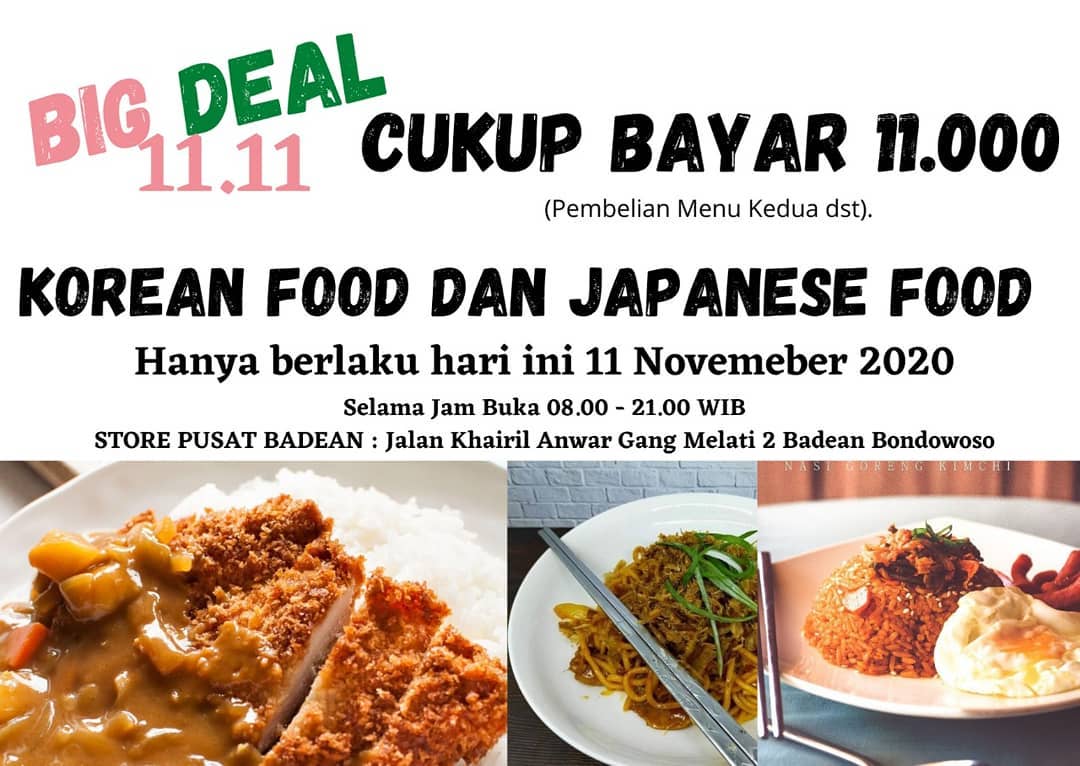 BIG DEAL
11.11
CUKUP BAYAR 11.000
(Pembelian Menu Kedua dst).
KOREAN FOOD DAN JAPANESE FOOD
Hanya berlaku hari ini 11 Novemeber 2020
Selama Jam Buka 08.00 - 21.00 WIB
STORE PUSAT BADEAN : Jalan Khairil Anwar Gang Melati 2 Badean Bondowoso
NASI GORENG KIMCHI